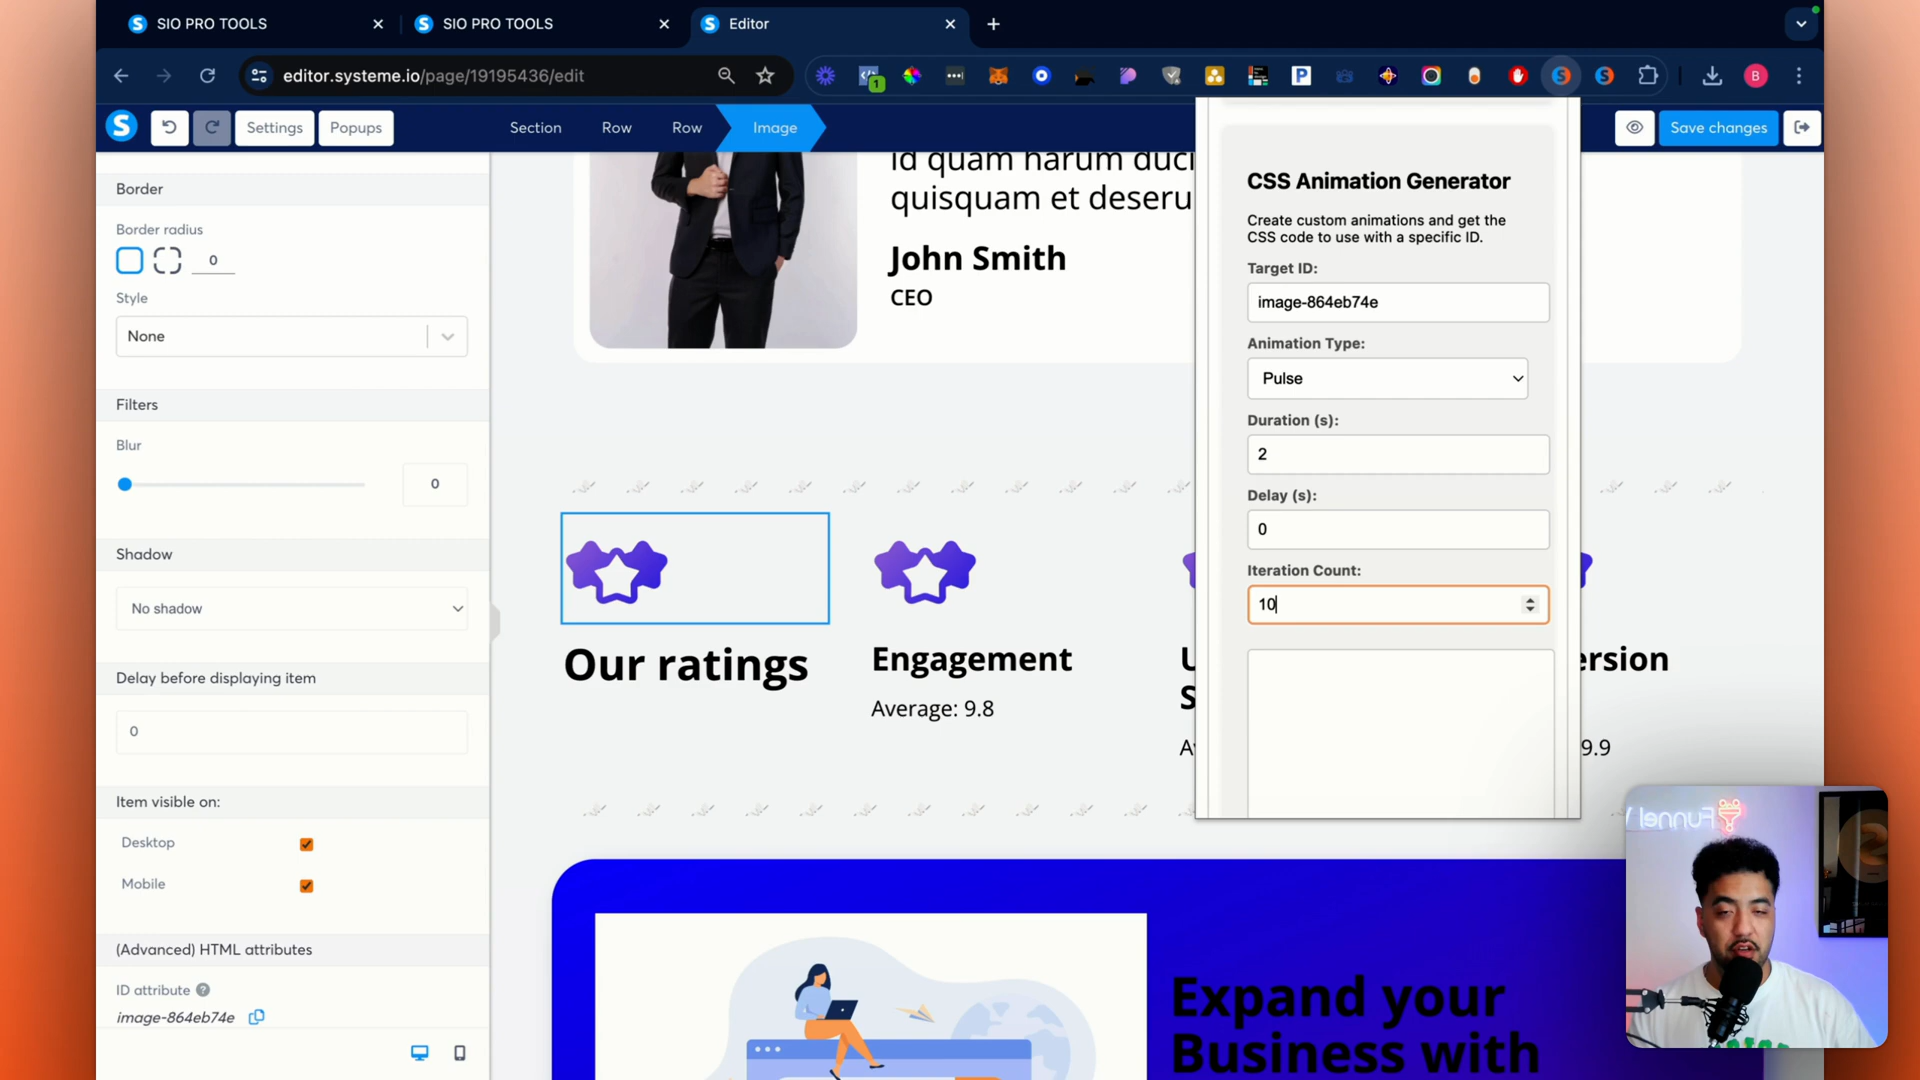 SIO PRO TOOLS
SIO PRO TOOLS
Editor
editor.systeme.io/page/19195436/edit
1
P
B
Settings
Popups
Section
Row
Row
Image
Save changes
Border
Border radius
0
Style
None
Filters
Blur
0
Shadow
No shadow
Delay before displaying item
0
Item visible on:
Desktop
Mobile
(Advanced) HTML attributes
ID attribute
image-864eb74e
id quam harum duci
quisquam et deseru
John Smith
CEO
Our ratings
Engagement
Average: 9.8
U
S
A
ersion
9.9
Expand your
Business with
CSS Animation Generator
Create custom animations and get the
CSS code to use with a specific ID.
Target ID:
image-864eb74e
Animation Type:
Pulse
Duration (s):
2
Delay (s):
0
Iteration Count:
10
Funnel